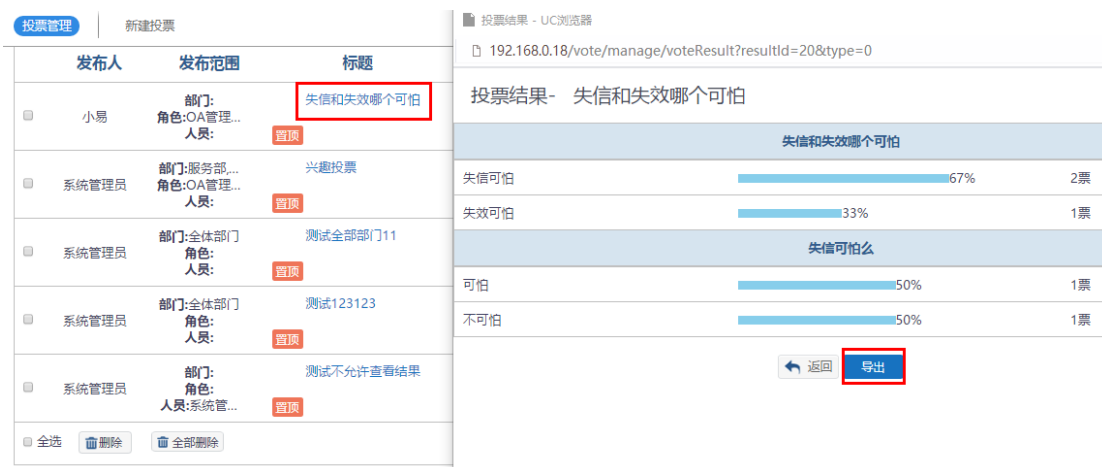 投票管理
新建投票
发布人 发布范围 标题
部门:
角色:OA管理...
人员:
小易
失信和失效哪个可怕
置顶
部门:服务部,...
角色:OA管理...
人员:
系统管理员
兴趣投票
置顶
部门:全体部门
角色:
人员:
系统管理员
测试全部部门11
置顶
部门:全体部门
角色:
人员:
系统管理员
测试123123
置顶
部门:
角色:
人员:系统管...
系统管理员
测试不允许查看结果
置顶
全选 删除 全部删除
投票结果 - UC浏览器
192.168.0.18/vote/manage/voteResult?resultId=20&type=0
投票结果- 失信和失效哪个可怕
失信和失效哪个可怕
失信可怕 67% 2票
失效可怕 33% 1票
失信可怕么
可怕 50% 1票
不可怕 50% 1票
返回 导出